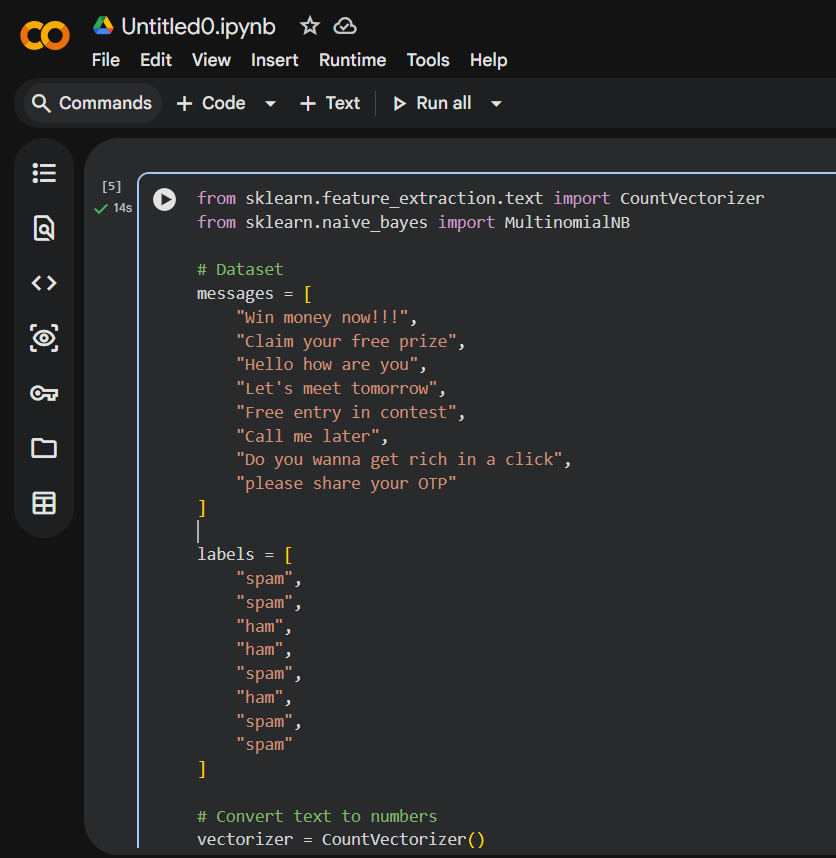 Untitled0.ipynb
File Edit View Insert Runtime Tools Help
Commands + Code + Text Run all
[5]
14s
from sklearn.feature_extraction.text import CountVectorizer
from sklearn.naive_bayes import MultinomialNB
# Dataset
messages = [
    "Win money now!!!",
    "Claim your free prize",
    "Hello how are you",
    "Let's meet tomorrow",
    "Free entry in contest",
    "Call me later",
    "Do you wanna get rich in a click",
    "please share your OTP"
]
labels = [
    "spam",
    "spam",
    "ham",
    "ham",
    "spam",
    "ham",
    "spam",
    "spam"
]
# Convert text to numbers
vectorizer = CountVectorizer()